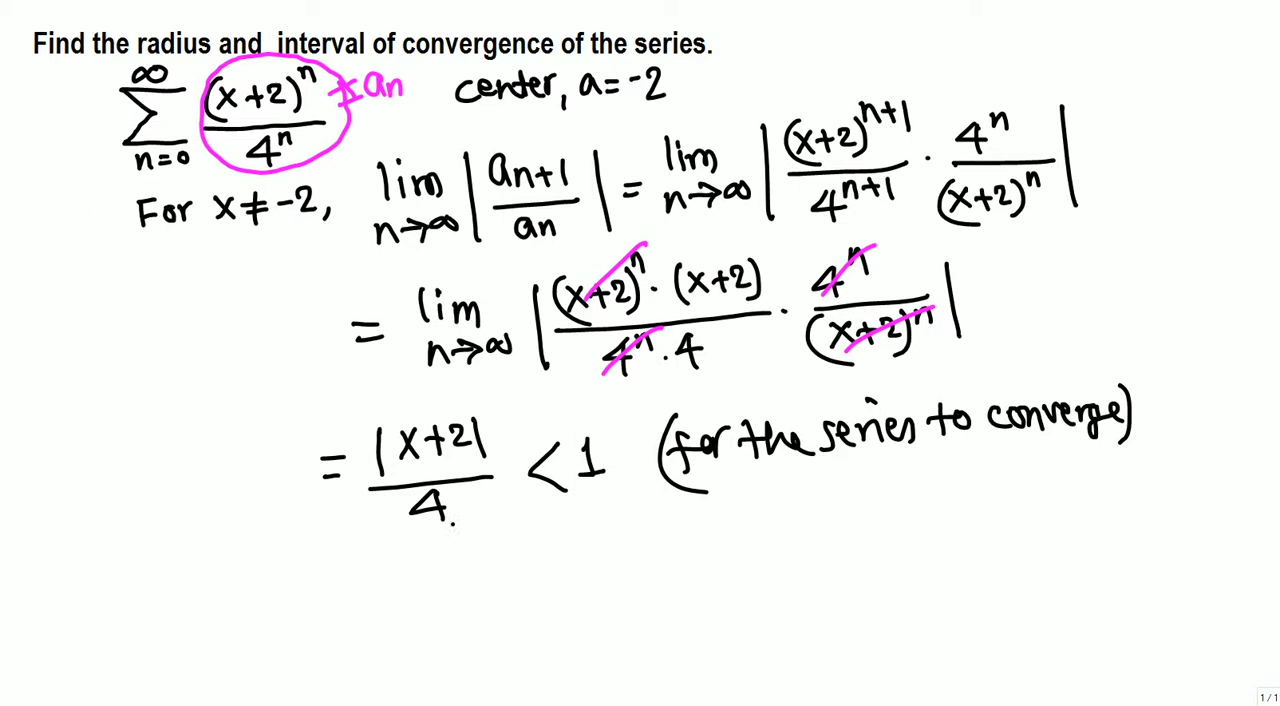 Find the radius and interval of convergence of the series.
∞ Σ n=0 (x+2)^n / 4^n → an center, a = -2
For x ≠ -2, lim n→∞ | an+1 / an | = lim n→∞ | (x+2)^n+1 / 4^n+1 · 4^n / (x+2)^n |
= lim n→∞ | (x+2)^n · (x+2) / 4^n · 4 · 4^n / (x+2)^n |
= |x+2| / 4 < 1 (for the series to converge)
1 / 1